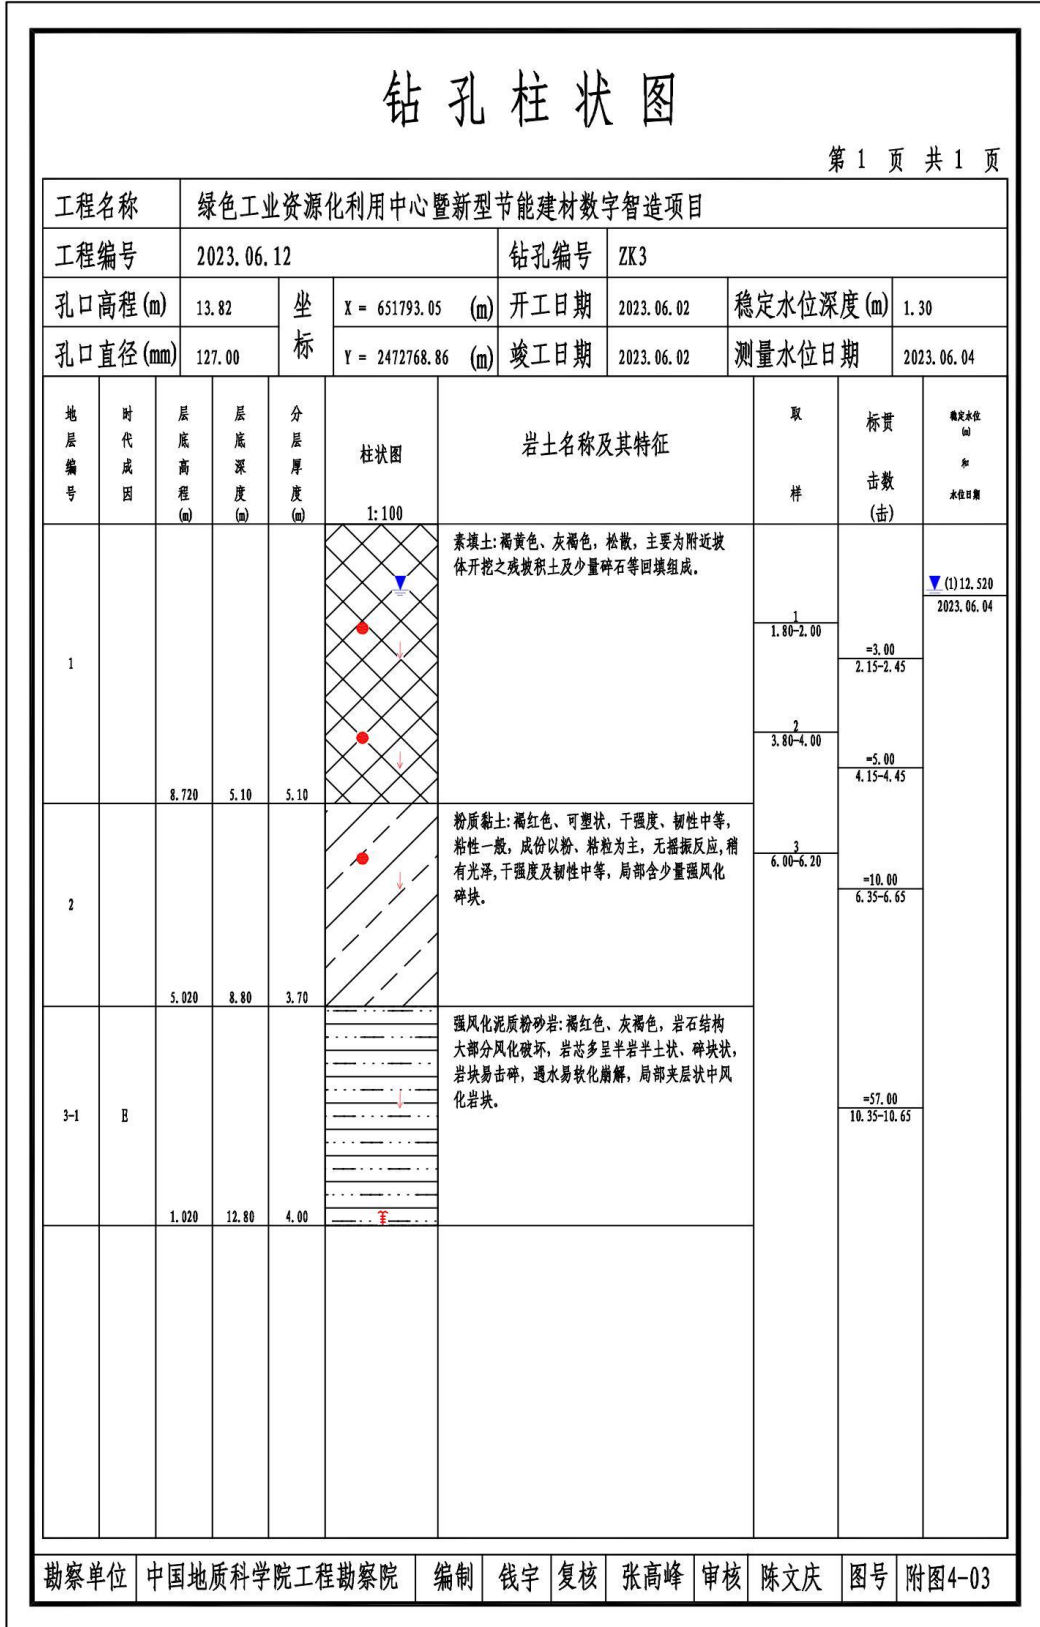 钻孔柱状图
第 1 页 共 1 页
工程名称 绿色工业资源化利用中心暨新型节能建材数字智造项目
工程编号 2023.06.12 钻孔编号 ZK3
孔口高程(m) 13.82 坐标 X = 651793.05 (m) 开工日期 2023.06.02 稳定水位深度(m) 1.30
孔口直径(mm) 127.00 Y = 2472768.86 (m) 竣工日期 2023.06.02 测量水位日期 2023.06.04
地层编号 时代成因 层底高程(m) 层底深度(m) 分层厚度(m) 柱状图 1:100 岩土名称及其特征 取样 标贯击数(击) 稳定水位(m)和水位日期
素填土:褐黄色、灰褐色，松散，主要为附近坡
体开挖之残坡积土及少量碎石等回填组成。
(1)12.520
2023.06.04
1
1.80-2.00
=3.00
2.15-2.45
1
2
3.80-4.00
=5.00
4.15-4.45
8.720 5.10 5.10
粉质黏土:褐红色、可塑状，干强度、韧性中等，
粘性一般，成份以粉、粘粒为主，无摇振反应，稍
有光泽，干强度及韧性中等，局部含少量强风化
碎块。
3
6.00-6.20
=10.00
6.35-6.65
2
5.020 8.80 3.70
强风化泥质粉砂岩:褐红色、灰褐色，岩石结构
大部分风化破坏，岩芯多呈半岩半土状、碎块状，
岩块易击碎，遇水易软化崩解，局部夹层状中风
化岩块。
=57.00
10.35-10.65
3-1 E
1.020 12.80 4.00
勘察单位 中国地质科学院工程勘察院 编制 钱宇 复核 张高峰 审核 陈文庆 图号 附图4-03